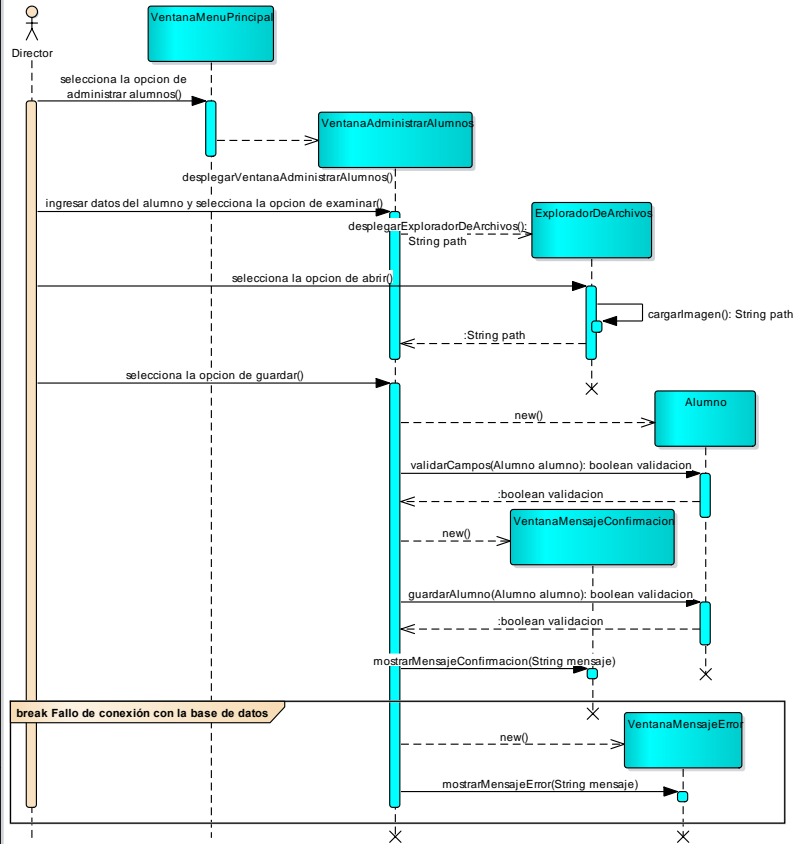 VentanaMenuPrincipal
Director
selecciona la opcion de
administrar alumnos()
VentanaAdministrarAlumnos
desplegarVentanaAdministrarAlumnos()
ingresar datos del alumno y selecciona la opcion de examinar()
ExploradorDeArchivos
desplegarExploradorDeArchivos():
String path
selecciona la opcion de abrir()
cargarImagen(): String path
:String path
selecciona la opcion de guardar()
Alumno
new()
validarCampos(Alumno alumno): boolean validacion
:boolean validacion
VentanaMensajeConfirmacion
new()
guardarAlumno(Alumno alumno): boolean validacion
:boolean validacion
mostrarMensajeConfirmacion(String mensaje)
break Fallo de conexión con la base de datos
VentanaMensajeError
new()
mostrarMensajeError(String mensaje)